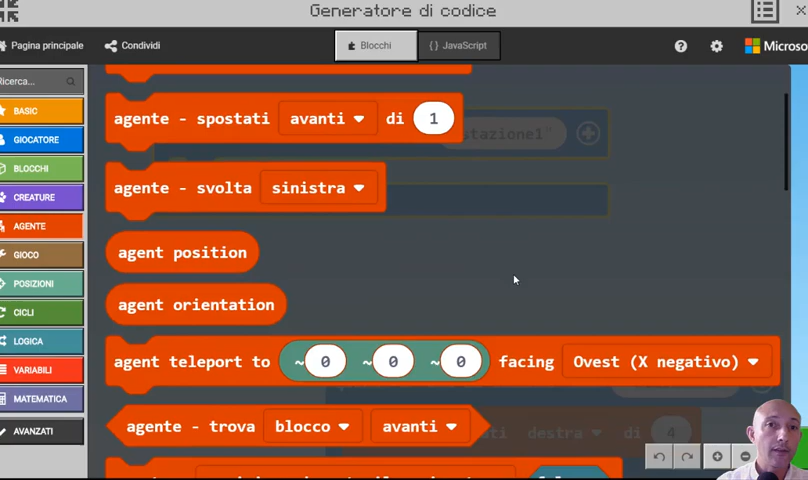 Generatore di codice
Pagina principale
Condividi
Blocchi
{ } JavaScript
Microso
Ricerca...
BASIC
GIOCATORE
BLOCCHI
CREATURE
AGENTE
GIOCO
POSIZIONI
CICLI
LOGICA
VARIABILI
MATEMATICA
AVANZATI
agente - spostati avanti di 1
stazione1"
agente - svolta sinistra
agent position
agent orientation
agent teleport to ~0 ~0 ~0 facing Ovest (X negativo)
agente - trova blocco avanti
ati destra di 4